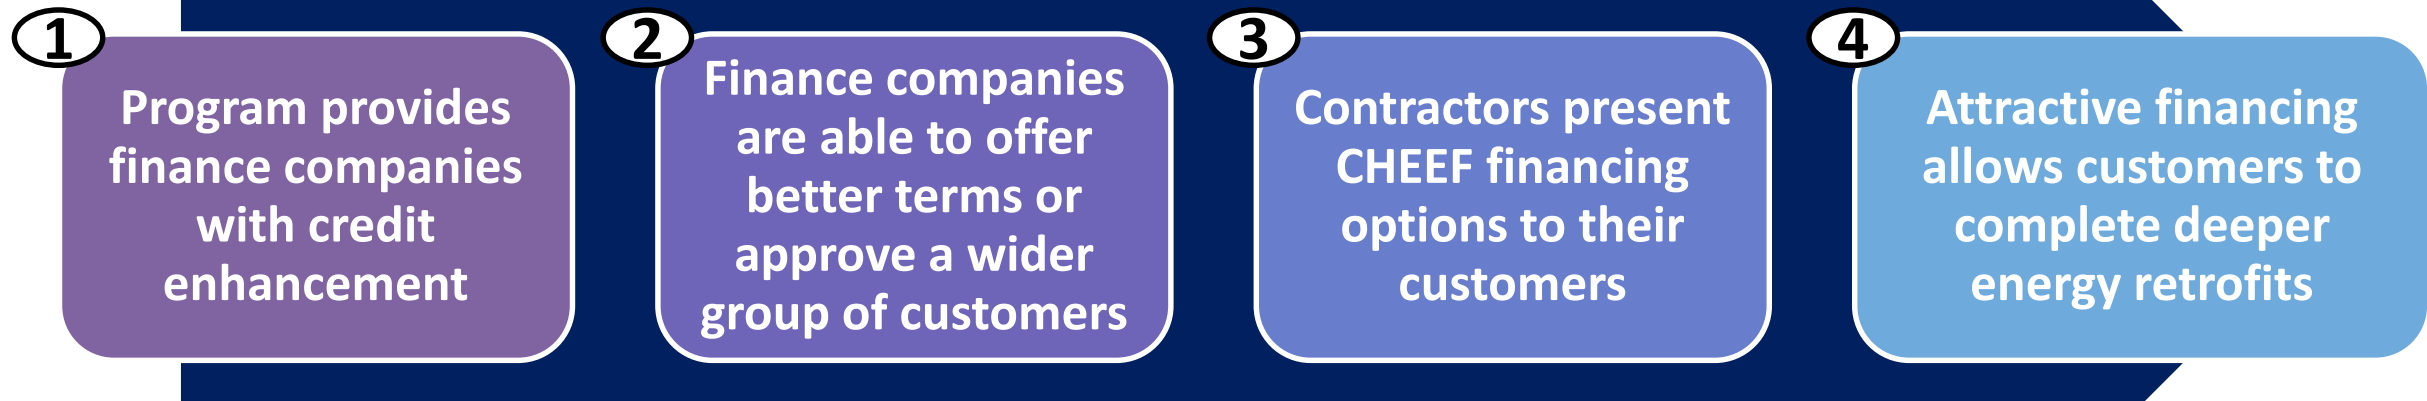 1
Program provides
finance companies
with credit
enhancement
2
Finance companies
are able to offer
better terms or
approve a wider
group of customers
3
Contractors present
CHEEF financing
options to their
customers
4
Attractive financing
allows customers to
complete deeper
energy retrofits